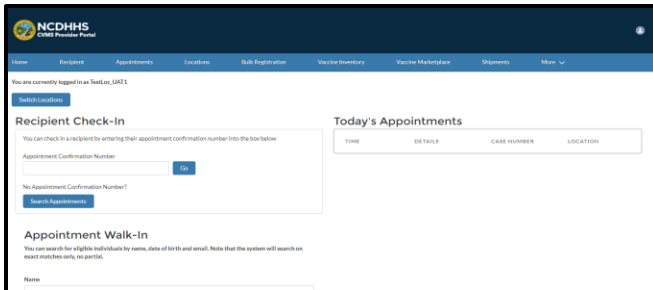 NCDHHS
CVMS Provider Portal
Home Recipient Appointments Locations Bulk Registration Vaccine Inventory Vaccine Marketplace Shipments More
You are currently logged in as TestLoc_UAT1
Switch Locations
Recipient Check-In
You can check in a recipient by entering their appointment confirmation number into the box below
Appointment Confirmation Number
Go
No Appointment Confirmation Number?
Search Appointments
Today's Appointments
TIME DETAILS CASE NUMBER LOCATION
Appointment Walk-In
You can search for eligible individuals by name, date of birth and email. Note that the system will search on
exact matches only, no partial.
Name